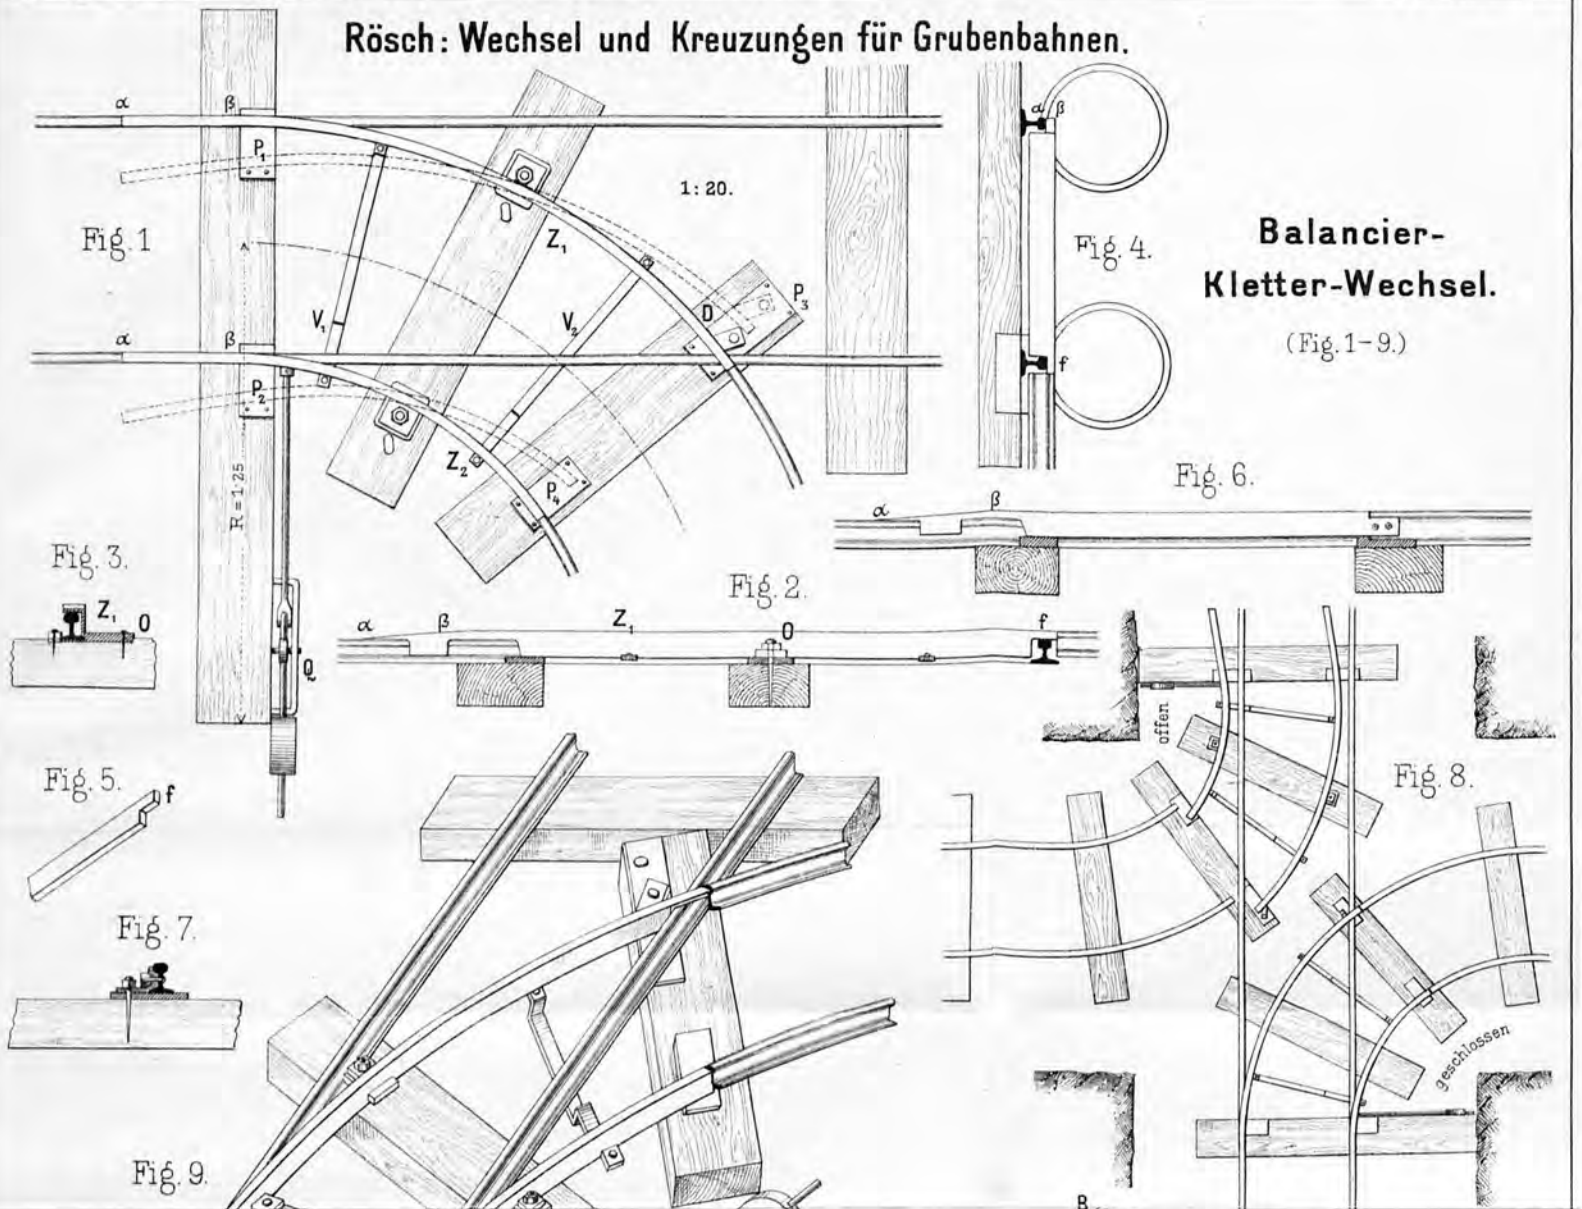 Rösch: Wechsel und Kreuzungen für Grubenbahnen.
α
β
P₁
Fig. 1
1:20.
Z₁
P₃
D
V₁
V₂
α
β
P₂
Z₂
P₄
R = 1·25
Q
α
β
Fig. 4.
f
Balancier-
Kletter-Wechsel.
(Fig. 1-9.)
Fig. 6.
α
β
Fig. 3.
Z₁
O
Fig. 2.
α
β
Z₁
O
f
Fig. 5.
f
offen
Fig. 8.
Fig. 7.
geschlossen
Fig. 9.
B